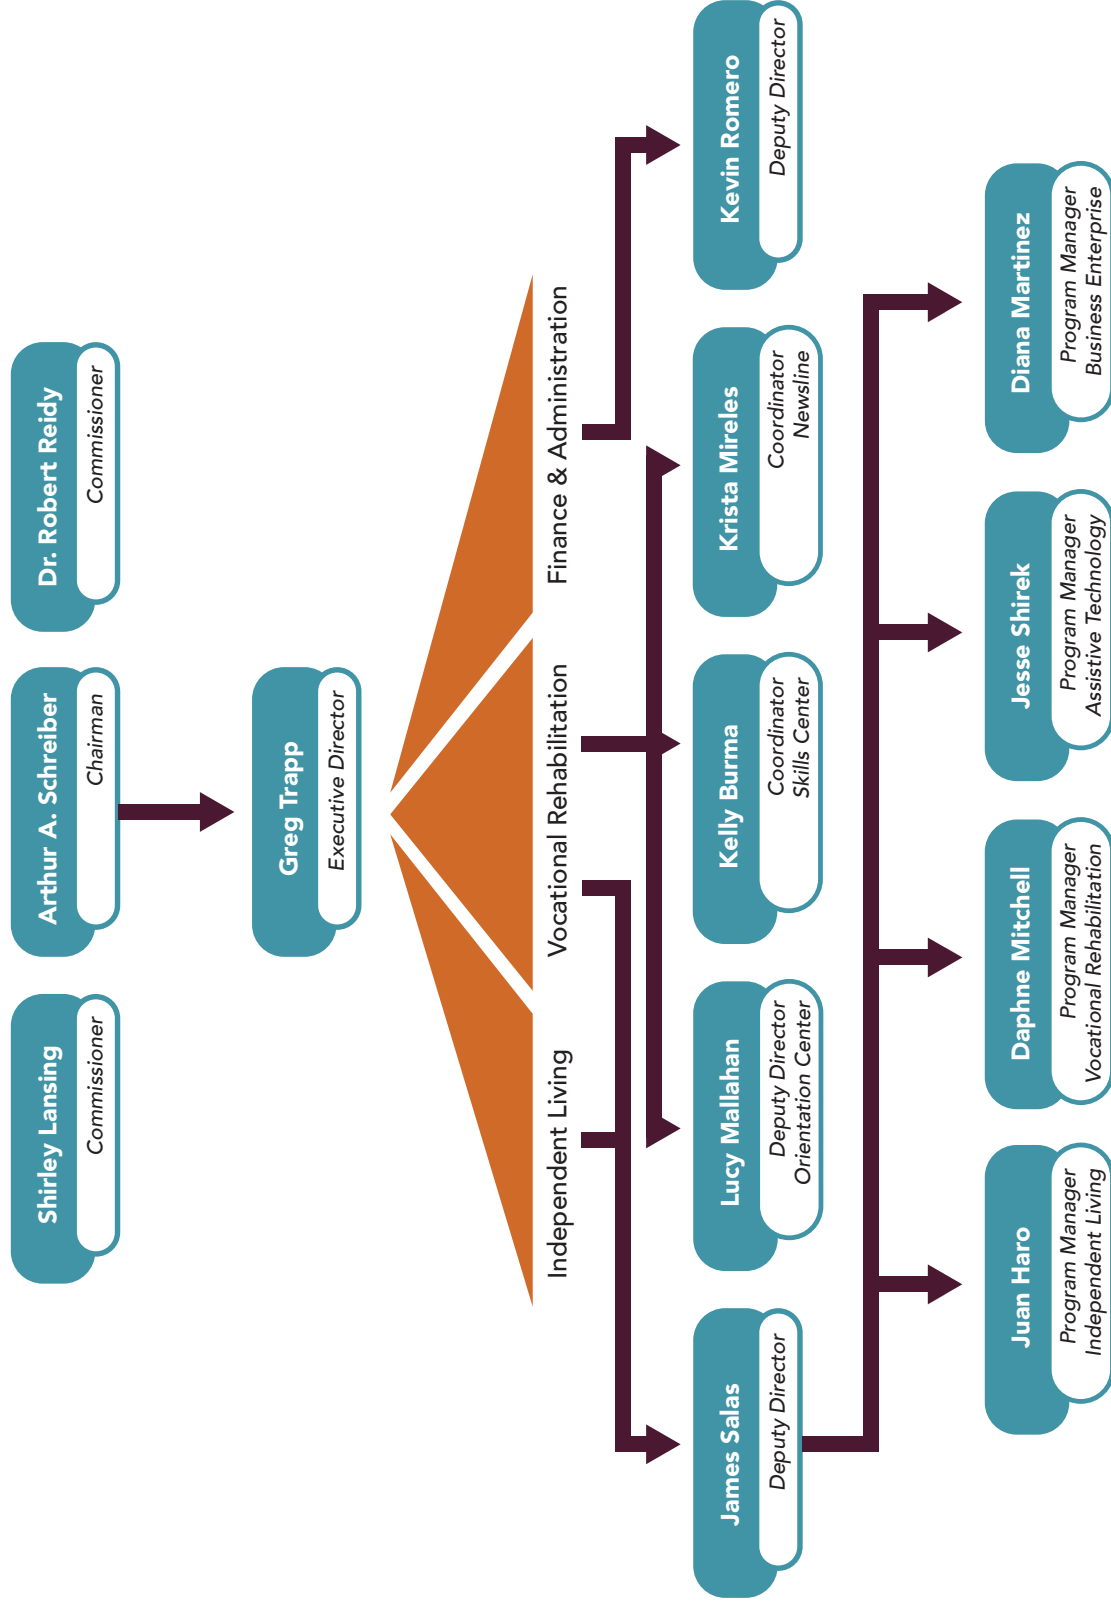 Shirley Lansing
Commissioner
Arthur A. Schreiber
Chairman
Dr. Robert Reidy
Commissioner
Greg Trapp
Executive Director
Independent Living
Vocational Rehabilitation
Finance & Administration
James Salas
Deputy Director
Lucy Mallahan
Deputy Director
Orientation Center
Kelly Burma
Coordinator
Skills Center
Krista Mireles
Coordinator
Newsline
Kevin Romero
Deputy Director
Juan Haro
Program Manager
Independent Living
Daphne Mitchell
Program Manager
Vocational Rehabilitation
Jesse Shirek
Program Manager
Assistive Technology
Diana Martinez
Program Manager
Business Enterprise